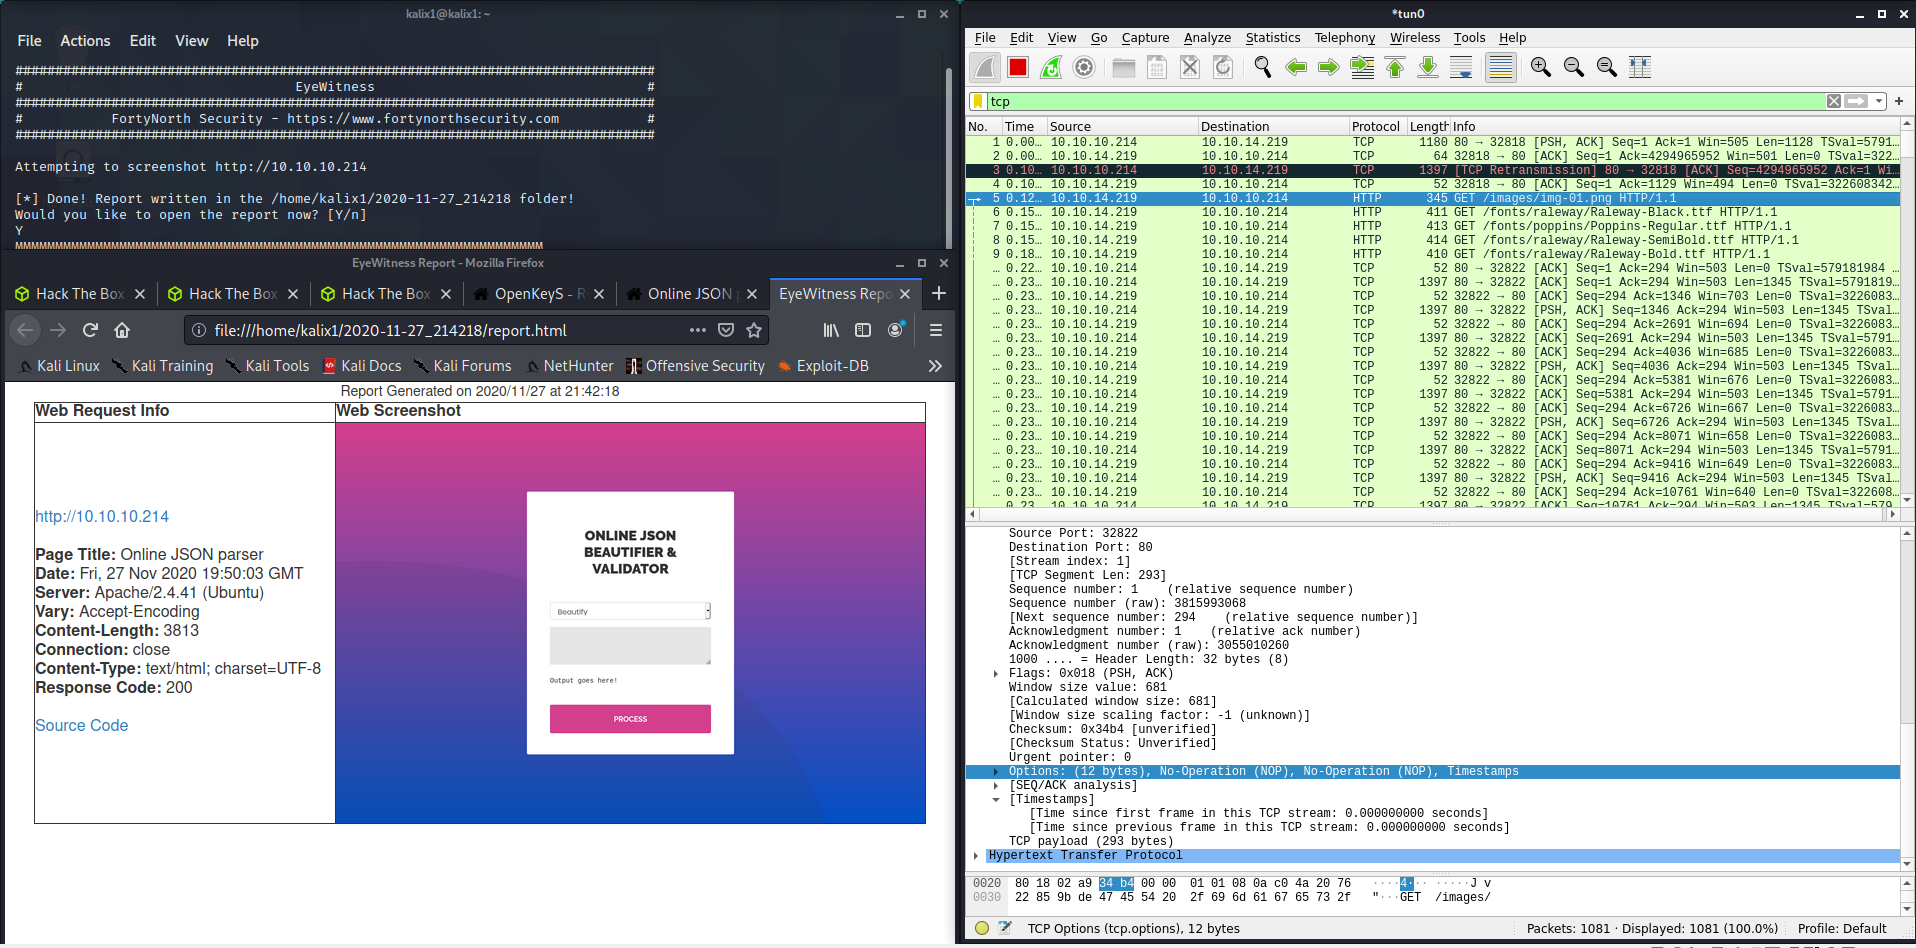 kalix1@kalix1: ~
File Actions Edit View Help
################################################################################
# EyeWitness #
################################################################################
# FortyNorth Security - https://www.fortynorthsecurity.com #
################################################################################
Attempting to screenshot http://10.10.10.214
[*] Done! Report written in the /home/kalix1/2020-11-27_214218 folder!
Would you like to open the report now? [Y/n]
Y
EyeWitness Report - Mozilla Firefox
Hack The Box Hack The Box Hack The Box OpenKeyS - R Online JSON p EyeWitness Repo
file:///home/kalix1/2020-11-27_214218/report.html
Kali Linux Kali Training Kali Tools Kali Docs Kali Forums NetHunter Offensive Security Exploit-DB
Report Generated on 2020/11/27 at 21:42:18
Web Request Info Web Screenshot
http://10.10.10.214
Page Title: Online JSON parser
Date: Fri, 27 Nov 2020 19:50:03 GMT
Server: Apache/2.4.41 (Ubuntu)
Vary: Accept-Encoding
Content-Length: 3813
Connection: close
Content-Type: text/html; charset=UTF-8
Response Code: 200
Source Code
ONLINE JSON
BEAUTIFIER &
VALIDATOR
Beautify
Output goes here!
PROCESS
*tun0
File Edit View Go Capture Analyze Statistics Telephony Wireless Tools Help
tcp
No. Time Source Destination Protocol Length Info
1 0.00… 10.10.10.214 10.10.14.219 TCP 1180 80 → 32818 [PSH, ACK] Seq=1 Ack=1 Win=505 Len=1128 TSval=5791…
2 0.00… 10.10.14.219 10.10.10.214 TCP 64 32818 → 80 [ACK] Seq=1 Ack=4294965952 Win=501 Len=0 TSval=322…
3 0.10… 10.10.10.214 10.10.14.219 TCP 1397 [TCP Retransmission] 80 → 32818 [ACK] Seq=4294965952 Ack=1 Wi…
4 0.10… 10.10.14.219 10.10.10.214 TCP 52 32818 → 80 [ACK] Seq=1 Ack=1129 Win=494 Len=0 TSval=322608342…
5 0.12… 10.10.14.219 10.10.10.214 HTTP 345 GET /images/img-01.png HTTP/1.1
6 0.15… 10.10.14.219 10.10.10.214 HTTP 411 GET /fonts/raleway/Raleway-Black.ttf HTTP/1.1
7 0.15… 10.10.14.219 10.10.10.214 HTTP 413 GET /fonts/poppins/Poppins-Regular.ttf HTTP/1.1
8 0.15… 10.10.14.219 10.10.10.214 HTTP 414 GET /fonts/raleway/Raleway-SemiBold.ttf HTTP/1.1
9 0.18… 10.10.14.219 10.10.10.214 HTTP 410 GET /fonts/raleway/Raleway-Bold.ttf HTTP/1.1
… 0.22… 10.10.10.214 10.10.14.219 TCP 52 80 → 32822 [ACK] Seq=1 Ack=294 Win=503 Len=0 TSval=579181984 …
… 0.23… 10.10.10.214 10.10.14.219 TCP 1397 80 → 32822 [ACK] Seq=1 Ack=294 Win=503 Len=1345 TSval=5791819…
… 0.23… 10.10.14.219 10.10.10.214 TCP 52 32822 → 80 [ACK] Seq=294 Ack=1346 Win=703 Len=0 TSval=3226083…
… 0.23… 10.10.10.214 10.10.14.219 TCP 1397 80 → 32822 [PSH, ACK] Seq=1346 Ack=294 Win=503 Len=1345 TSval…
… 0.23… 10.10.14.219 10.10.10.214 TCP 52 32822 → 80 [ACK] Seq=294 Ack=2691 Win=694 Len=0 TSval=3226083…
… 0.23… 10.10.10.214 10.10.14.219 TCP 1397 80 → 32822 [ACK] Seq=2691 Ack=294 Win=503 Len=1345 TSval=5791…
… 0.23… 10.10.14.219 10.10.10.214 TCP 52 32822 → 80 [ACK] Seq=294 Ack=4036 Win=685 Len=0 TSval=3226083…
… 0.23… 10.10.10.214 10.10.14.219 TCP 1397 80 → 32822 [PSH, ACK] Seq=4036 Ack=294 Win=503 Len=1345 TSval…
… 0.23… 10.10.14.219 10.10.10.214 TCP 52 32822 → 80 [ACK] Seq=294 Ack=5381 Win=676 Len=0 TSval=3226083…
… 0.23… 10.10.10.214 10.10.14.219 TCP 1397 80 → 32822 [ACK] Seq=5381 Ack=294 Win=503 Len=1345 TSval=5791…
… 0.23… 10.10.14.219 10.10.10.214 TCP 52 32822 → 80 [ACK] Seq=294 Ack=6726 Win=667 Len=0 TSval=3226083…
… 0.23… 10.10.10.214 10.10.14.219 TCP 1397 80 → 32822 [PSH, ACK] Seq=6726 Ack=294 Win=503 Len=1345 TSval…
… 0.23… 10.10.14.219 10.10.10.214 TCP 52 32822 → 80 [ACK] Seq=294 Ack=8071 Win=658 Len=0 TSval=3226083…
… 0.23… 10.10.10.214 10.10.14.219 TCP 1397 80 → 32822 [ACK] Seq=8071 Ack=294 Win=503 Len=1345 TSval=5791…
… 0.23… 10.10.14.219 10.10.10.214 TCP 52 32822 → 80 [ACK] Seq=294 Ack=9416 Win=649 Len=0 TSval=3226083…
… 0.23… 10.10.10.214 10.10.14.219 TCP 1397 80 → 32822 [PSH, ACK] Seq=9416 Ack=294 Win=503 Len=1345 TSval…
… 0.23… 10.10.14.219 10.10.10.214 TCP 52 32822 → 80 [ACK] Seq=294 Ack=10761 Win=640 Len=0 TSval=322608…
Source Port: 32822
Destination Port: 80
[Stream index: 1]
[TCP Segment Len: 293]
Sequence number: 1 (relative sequence number)
Sequence number (raw): 3815993068
[Next sequence number: 294 (relative sequence number)]
Acknowledgment number: 1 (relative ack number)
Acknowledgment number (raw): 3055010260
1000 .... = Header Length: 32 bytes (8)
Flags: 0x018 (PSH, ACK)
Window size value: 681
[Calculated window size: 681]
[Window size scaling factor: -1 (unknown)]
Checksum: 0x34b4 [unverified]
[Checksum Status: Unverified]
Urgent pointer: 0
Options: (12 bytes), No-Operation (NOP), No-Operation (NOP), Timestamps
[SEQ/ACK analysis]
[Timestamps]
[Time since first frame in this TCP stream: 0.000000000 seconds]
[Time since previous frame in this TCP stream: 0.000000000 seconds]
TCP payload (293 bytes)
Hypertext Transfer Protocol
0020 80 18 02 a9 34 b4 00 00 01 01 08 0a c0 4a 20 76 ····4··· ·····J v
0030 22 85 9b de 47 45 54 20 2f 69 6d 61 67 65 73 2f "···GET /images/
TCP Options (tcp.options), 12 bytes Packets: 1081 · Displayed: 1081 (100.0%) Profile: Default